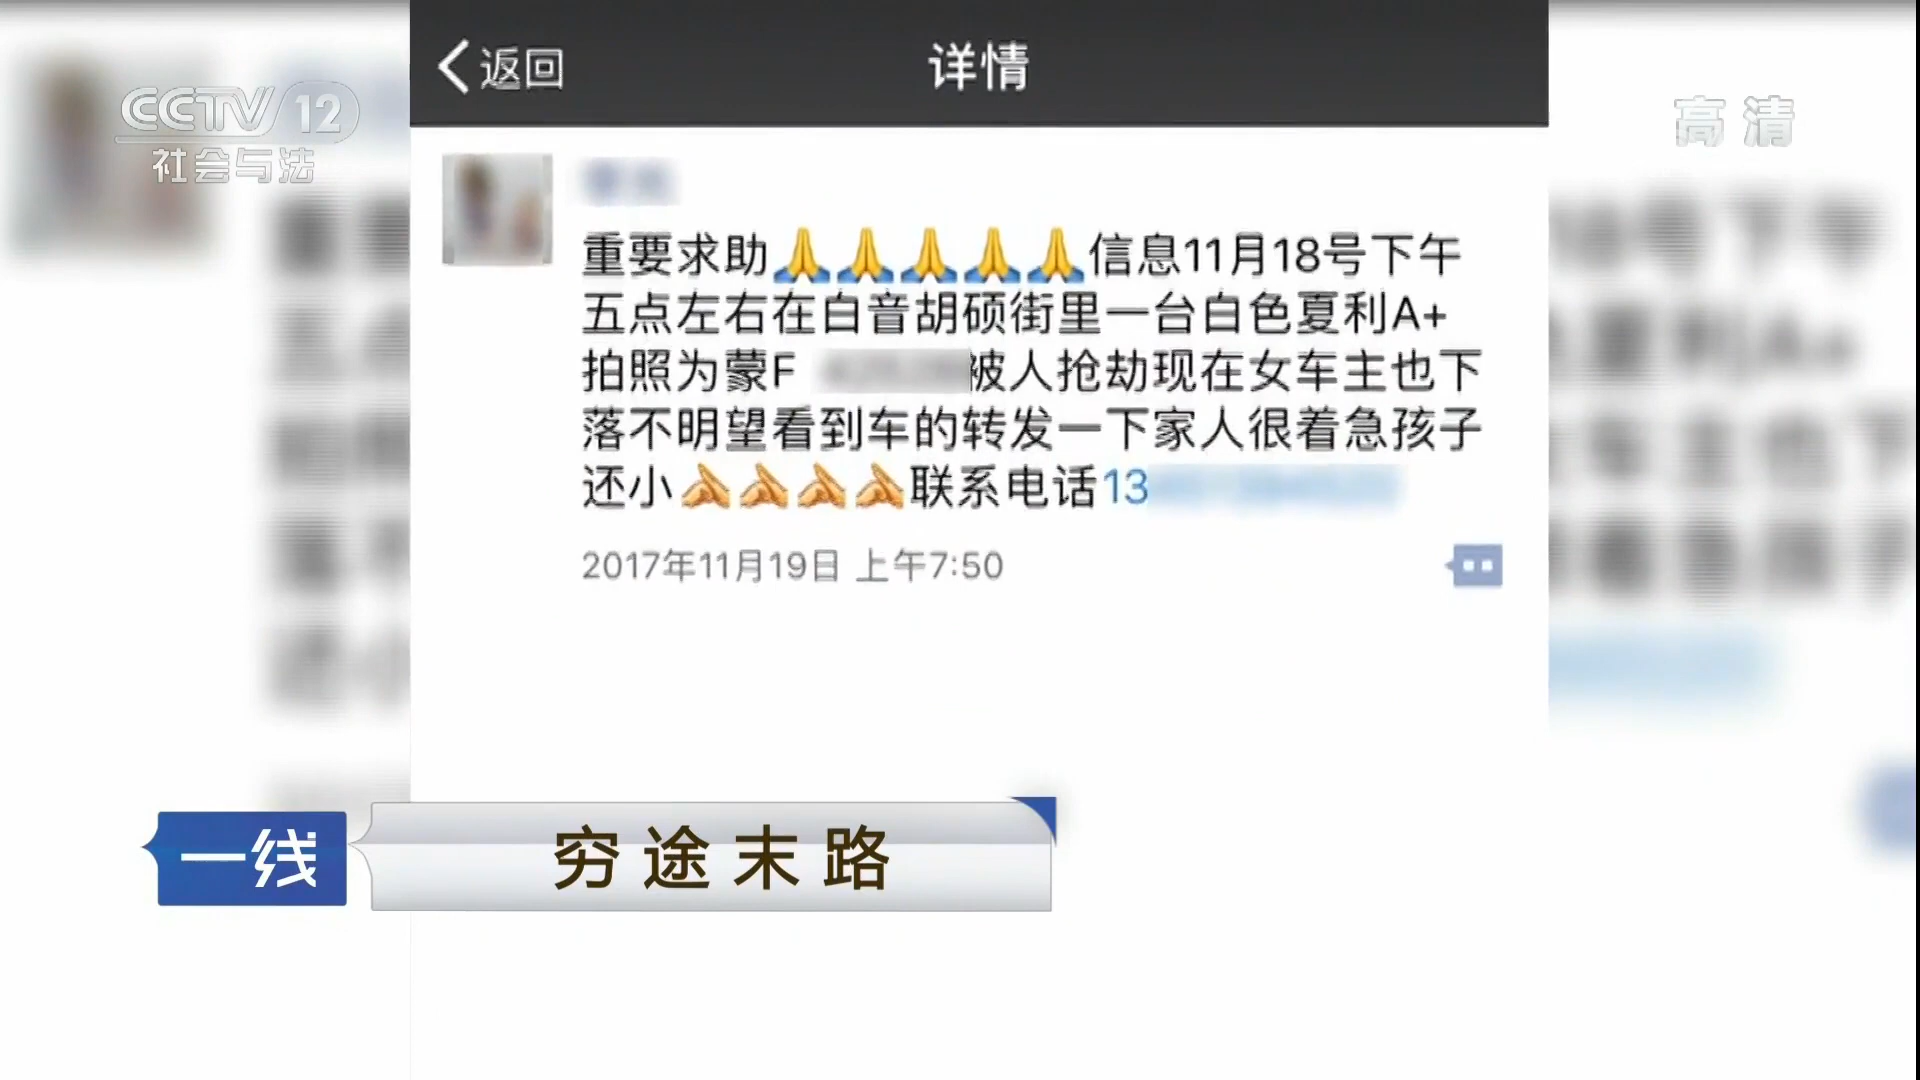 CCTV 12
社会与法
高清
返回
详情
重要求助🙏🙏🙏🙏🙏信息11月18号下午
五点左右在白音胡硕街里一台白色夏利A+
拍照为蒙F 被人抢劫现在女车主也下
落不明望看到车的转发一下家人很着急孩子
还小🙏🙏🙏🙏联系电话13
2017年11月19日 上午7:50
一线
穷途末路